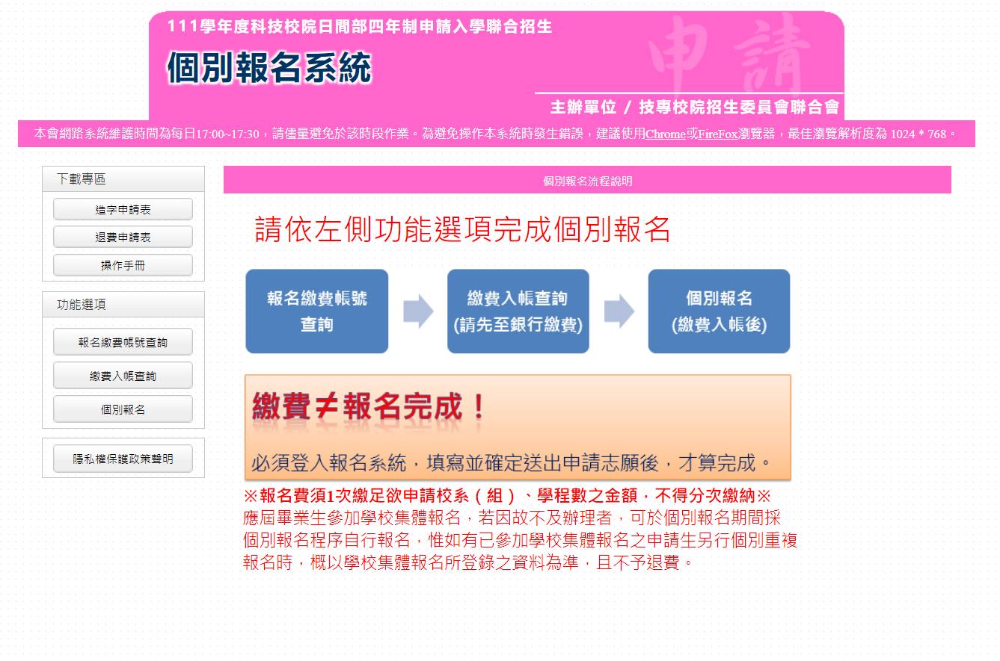 111學年度科技校院日間部四年制申請入學聯合招生
申請
個別報名系統
主辦單位 / 技專校院招生委員會聯合會
本會網路系統維護時間為每日17:00~17:30，請儘量避免於該時段作業。為避免操作本系統時發生錯誤，建議使用Chrome或FireFox瀏覽器，最佳瀏覽解析度為 1024 * 768。
下載專區
造字申請表
退費申請表
操作手冊
功能選項
報名繳費帳號查詢
繳費入帳查詢
個別報名
隱私權保護政策聲明
個別報名流程說明
請依左側功能選項完成個別報名
報名繳費帳號
查詢
繳費入帳查詢
(請先至銀行繳費)
個別報名
(繳費入帳後)
繳費≠報名完成！
必須登入報名系統，填寫並確定送出申請志願後，才算完成。
※報名費須1次繳足欲申請校系（組）、學程數之金額，不得分次繳納※
應屆畢業生參加學校集體報名，若因故不及辦理者，可於個別報名期間採
個別報名程序自行報名，惟如有已參加學校集體報名之申請生另行個別重複
報名時，概以學校集體報名所登錄之資料為準，且不予退費。